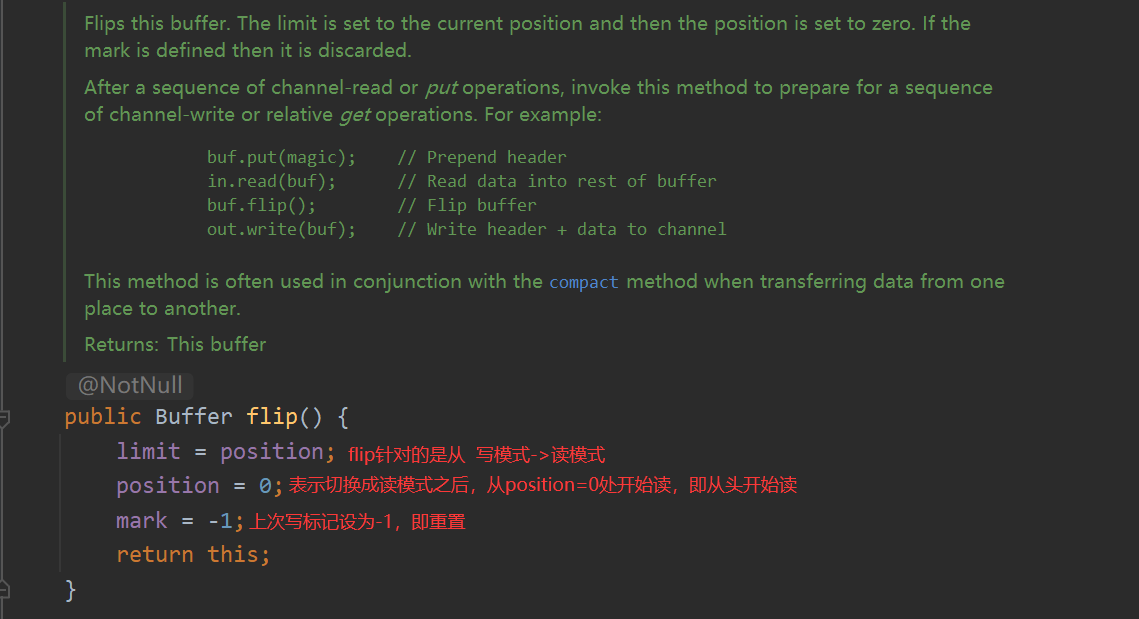 Flips this buffer. The limit is set to the current position and then the position is set to zero. If the
mark is defined then it is discarded.
After a sequence of channel-read or put operations, invoke this method to prepare for a sequence
of channel-write or relative get operations. For example:
buf.put(magic);    // Prepend header
in.read(buf);      // Read data into rest of buffer
buf.flip();        // Flip buffer
out.write(buf);    // Write header + data to channel
This method is often used in conjunction with the compact method when transferring data from one
place to another.
Returns: This buffer
@NotNull
public Buffer flip() {
limit = position; flip针对的是从 写模式->读模式
position = 0; 表示切换成读模式之后，从position=0处开始读，即从头开始读
mark = -1; 上次写标记设为-1，即重置
return this;
}